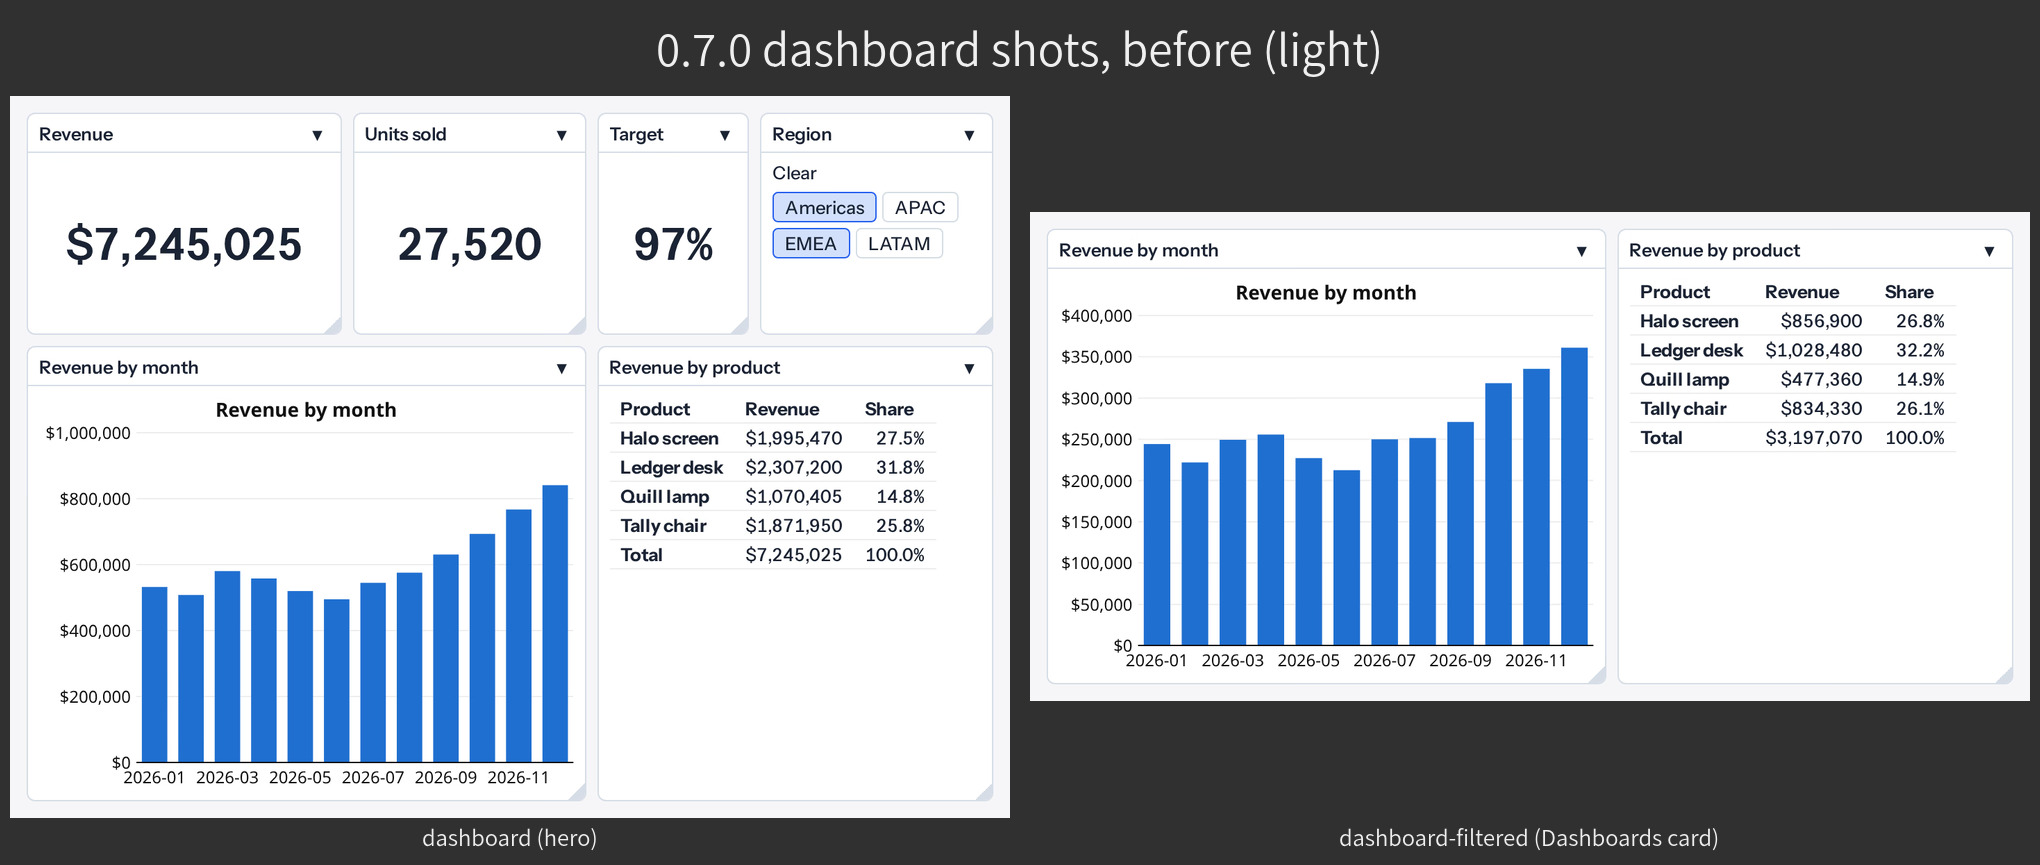 0.7.0 dashboard shots, before (light)
Revenue ▼
$7,245,025
Units sold ▼
27,520
Target ▼
97%
Region ▼
Clear
Americas APAC
EMEA LATAM
Revenue by month ▼
Revenue by month
$1,000,000
$800,000
$600,000
$400,000
$200,000
$0
2026-01 2026-03 2026-05 2026-07 2026-09 2026-11
Revenue by product ▼
Product Revenue Share
Halo screen $1,995,470 27.5%
Ledger desk $2,307,200 31.8%
Quill lamp $1,070,405 14.8%
Tally chair $1,871,950 25.8%
Total $7,245,025 100.0%
dashboard (hero)
Revenue by month ▼
Revenue by month
$400,000
$350,000
$300,000
$250,000
$200,000
$150,000
$100,000
$50,000
$0
2026-01 2026-03 2026-05 2026-07 2026-09 2026-11
Revenue by product ▼
Product Revenue Share
Halo screen $856,900 26.8%
Ledger desk $1,028,480 32.2%
Quill lamp $477,360 14.9%
Tally chair $834,330 26.1%
Total $3,197,070 100.0%
dashboard-filtered (Dashboards card)